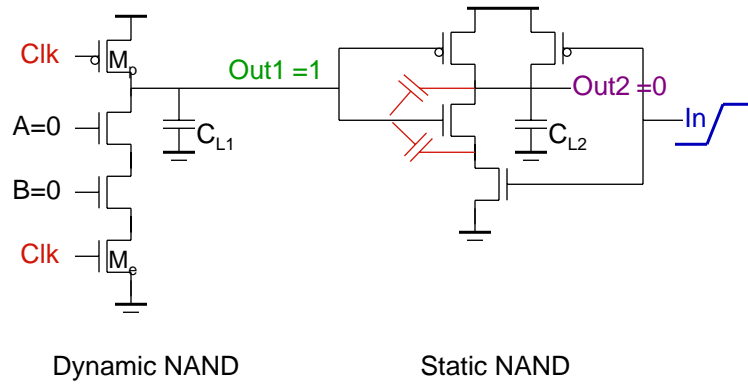 Clk
Mp
Out1 =1
Out2 =0
In
A=0
CL1
CL2
B=0
Clk
Me
Dynamic NAND
Static NAND